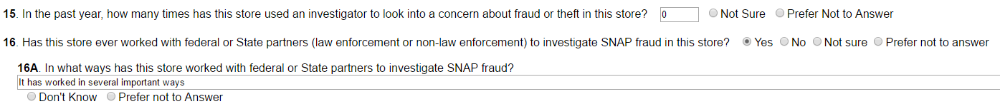 15. In the past year, how many times has this store used an investigator to look into a concern about fraud or theft in this store? 0 Not Sure Prefer Not to Answer
16. Has this store ever worked with federal or State partners (law enforcement or non-law enforcement) to investigate SNAP fraud in this store? Yes No Not sure Prefer not to answer
16A. In what ways has this store worked with federal or State partners to investigate SNAP fraud?
It has worked in several important ways
Don't Know Prefer not to Answer